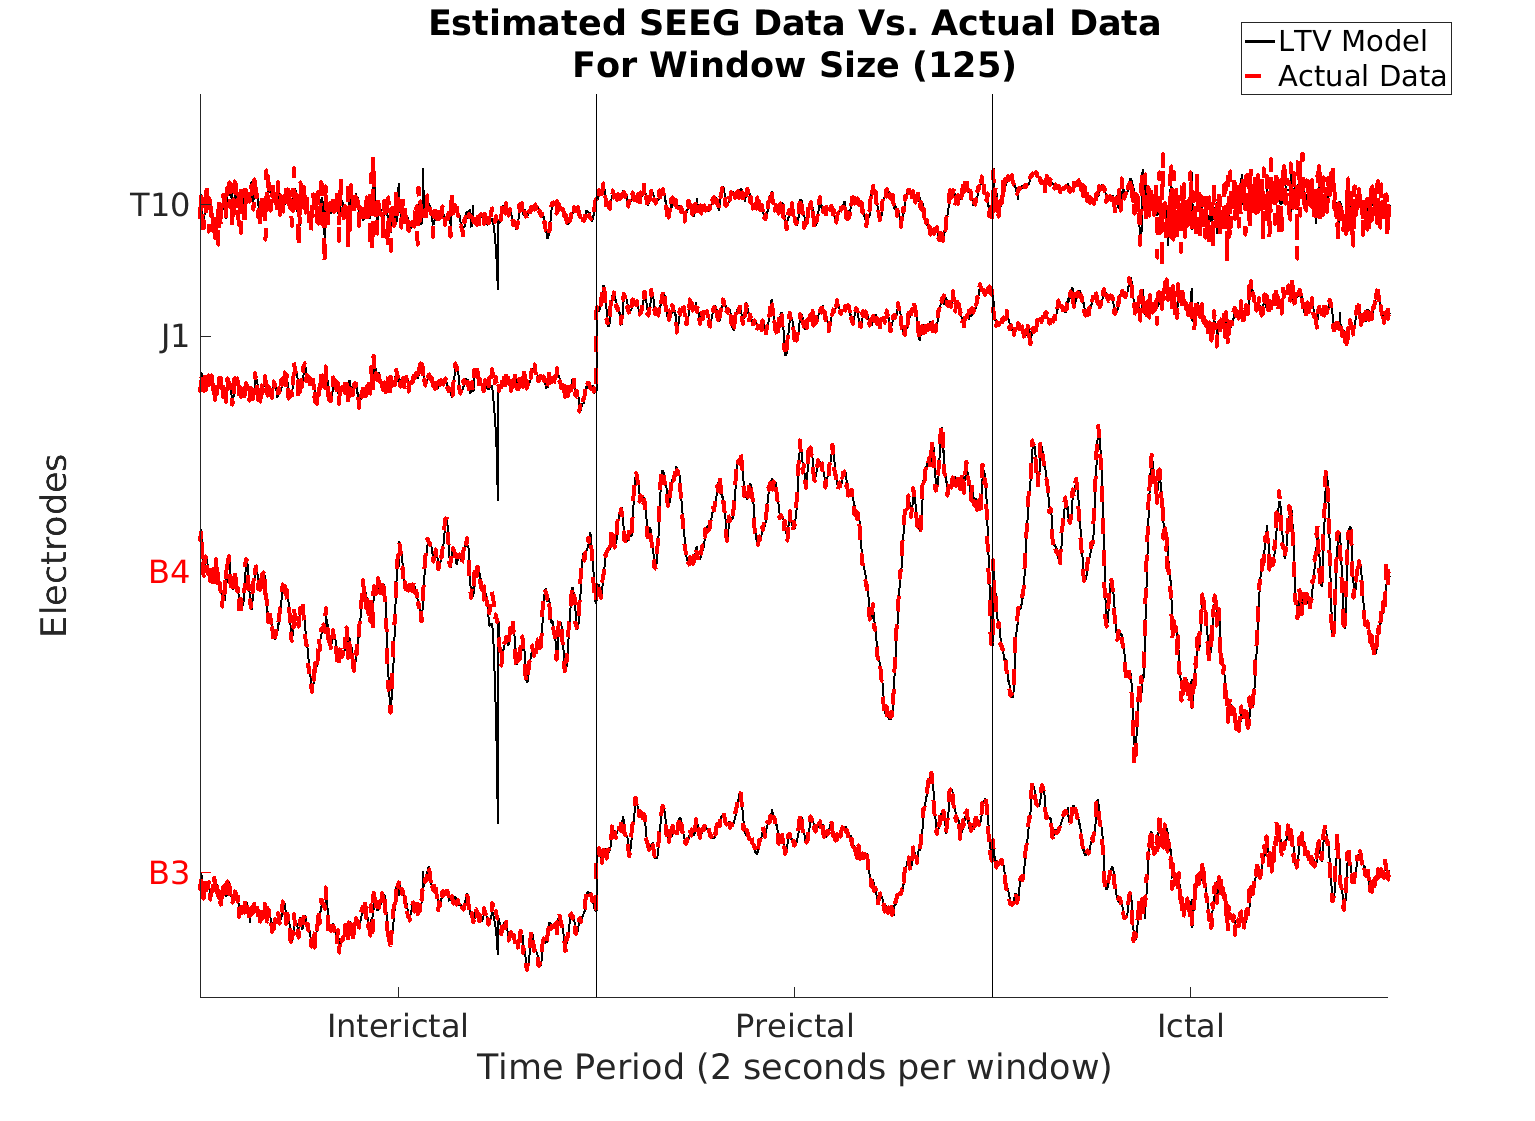 Estimated SEEG Data Vs. Actual Data
For Window Size (125)
LTV Model
Actual Data
T10
J1
B4
B3
Electrodes
Interictal
Preictal
Ictal
Time Period (2 seconds per window)